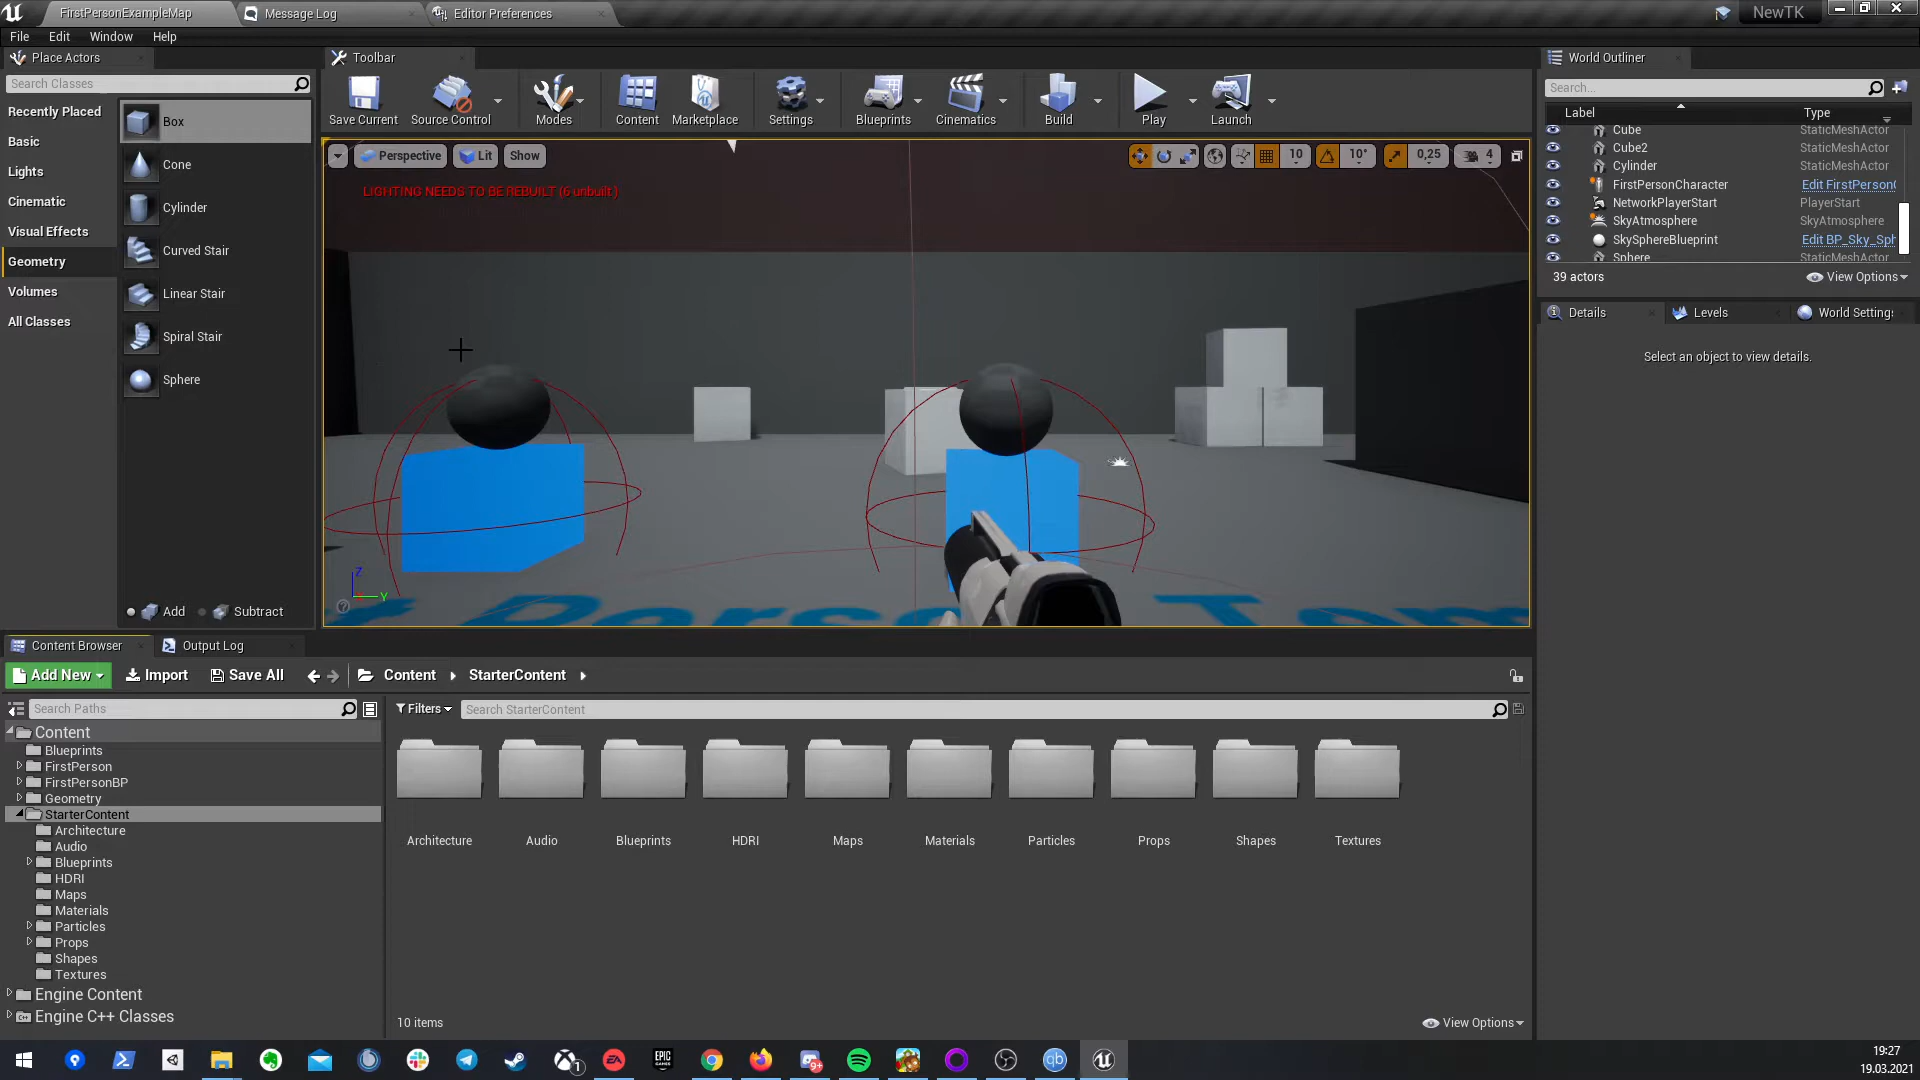 FirstPersonExampleMap
Message Log
Editor Preferences
NewTK
File Edit Window Help
Place Actors
Search Classes
Recently Placed
Basic
Lights
Cinematic
Visual Effects
Geometry
Volumes
All Classes
Box
Cone
Cylinder
Curved Stair
Linear Stair
Spiral Stair
Sphere
Add Subtract
Toolbar
Save Current
Source Control
Modes
Content
Marketplace
Settings
Blueprints
Cinematics
Build
Play
Launch
Perspective Lit Show
10 10° 0,25 4
LIGHTING NEEDS TO BE REBUILT (6 unbuilt )
Z
Y
World Outliner
Search...
Label Type
Cube StaticMeshActor
Cube2 StaticMeshActor
Cylinder StaticMeshActor
FirstPersonCharacter Edit FirstPersonC
NetworkPlayerStart PlayerStart
SkyAtmosphere SkyAtmosphere
SkySphereBlueprint Edit BP_Sky_Sph
Sphere StaticMeshActor
39 actors
View Options
Details
Levels
World Settings
Select an object to view details.
Content Browser
Output Log
Add New Import Save All Content StarterContent
Search Paths
Filters
Search StarterContent
Content
Blueprints
FirstPerson
FirstPersonBP
Geometry
StarterContent
Architecture
Audio
Blueprints
HDRI
Maps
Materials
Particles
Props
Shapes
Textures
Engine Content
Engine C++ Classes
Architecture
Audio
Blueprints
HDRI
Maps
Materials
Particles
Props
Shapes
Textures
10 items
View Options
EA
EPIC
GAMES
9+
qb
1
19:27
19.03.2021